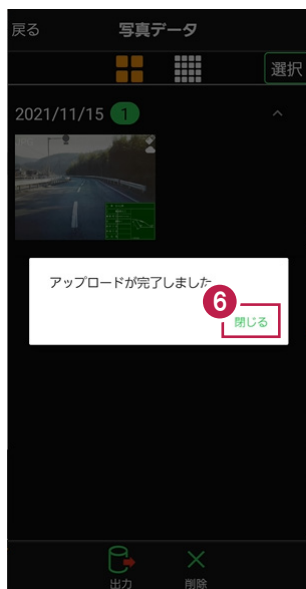 戻る
写真データ
選択
2021/11/15 1
アップロードが完了しました
6
閉じる
出力
削除